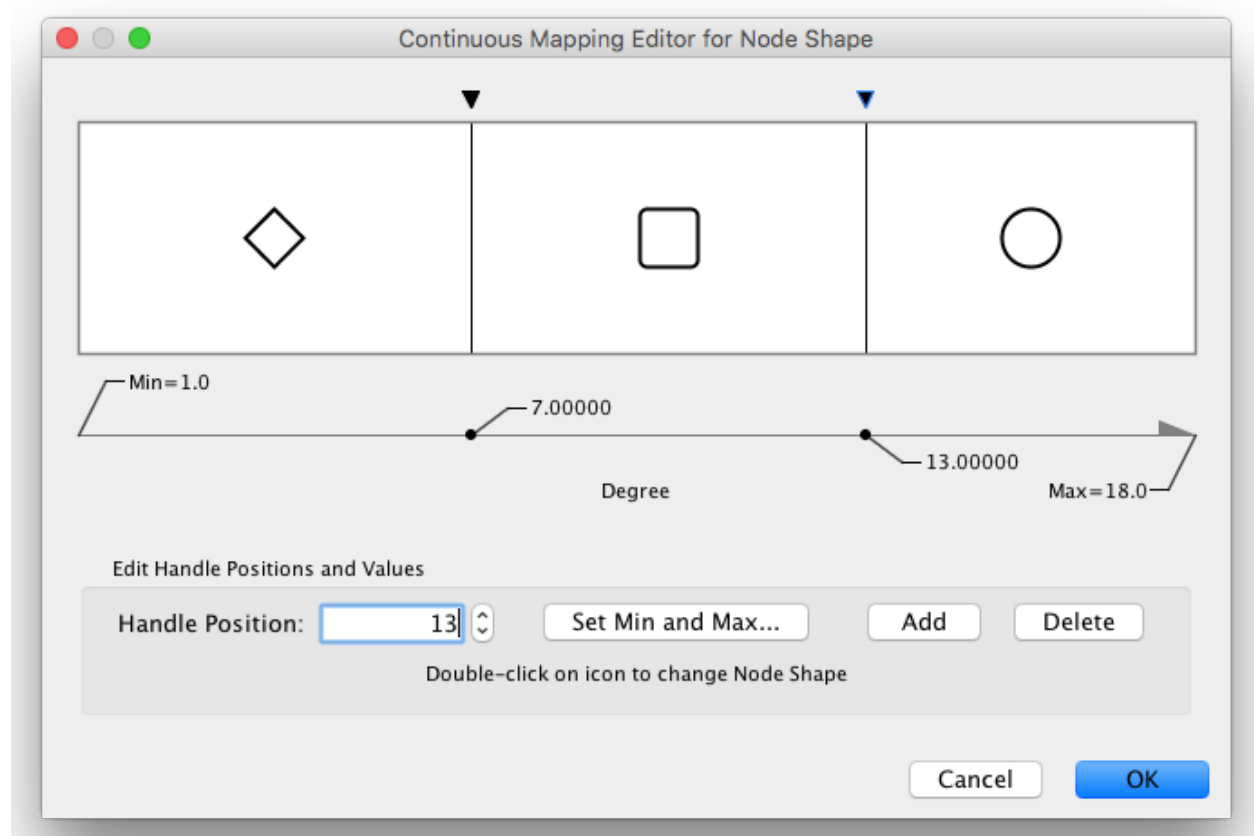 Continuous Mapping Editor for Node Shape
Min=1.0
7.00000
13.00000
Degree
Max=18.0
Edit Handle Positions and Values
Handle Position: 13 Set Min and Max... Add Delete
Double-click on icon to change Node Shape
Cancel OK